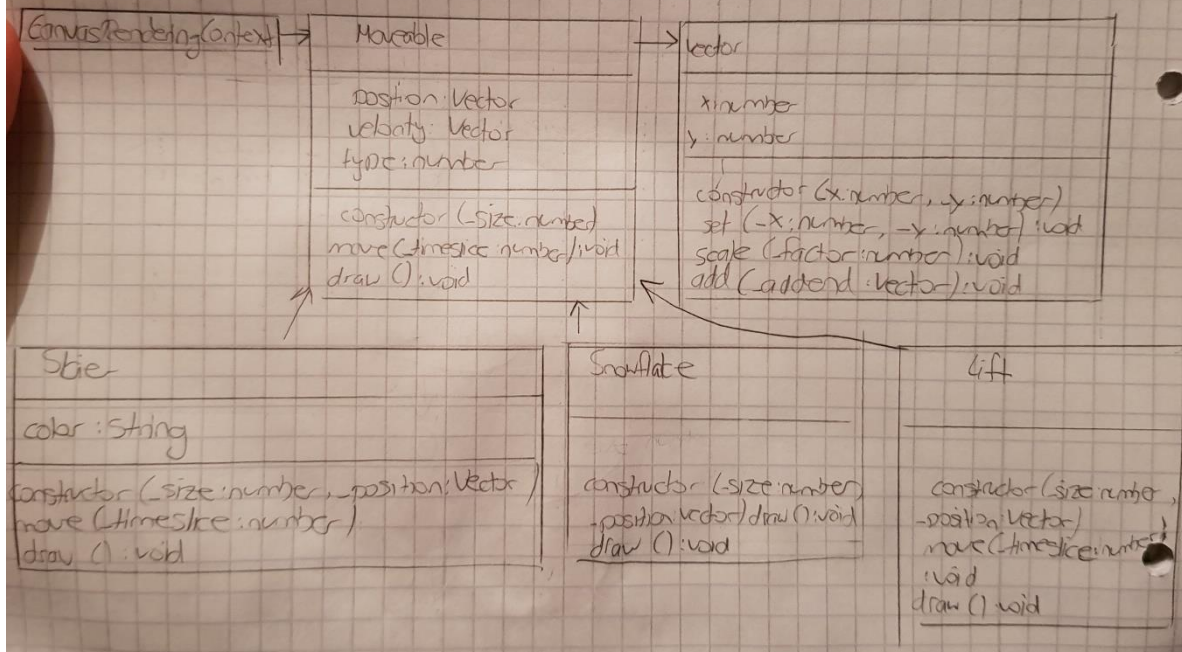 CanvasRenderingContext
Moveable
position: Vector
velocity: Vector
type: number
constructor (_size: number)
move (_timeslice: number): void
draw (): void
Vector
x: number
y: number
constructor (_x: number, _y: number)
set (_x: number, _y: number): void
scale (_factor: number): void
add (_addend: Vector): void
Skier
color: String
constructor (_size: number, _position: Vector)
move (_timeslice: number)
draw (): void
Snowflake
constructor (_size: number
_position: Vector) draw (): void
draw (): void
Lift
constructor (_size: number,
_position: Vector)
move (_timeslice: number)
: void
draw () void